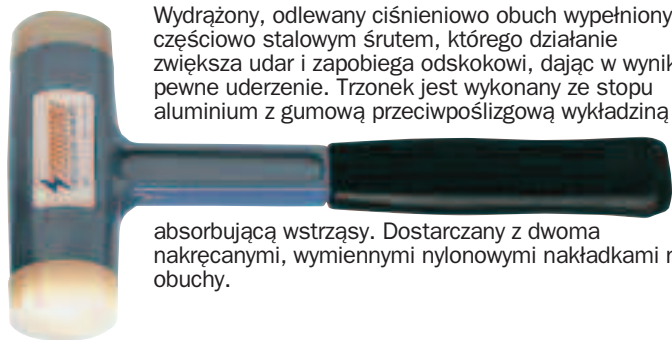 Wydrążony, odlewany ciśnieniowo obuch wypełniony
częściowo stalowym śrutem, którego działanie
zwiększa udar i zapobiega odskokowi, dając w
pewne uderzenie. Trzonek jest wykonany ze stopu
aluminium z gumową przeciwpoślizgową wykładziną
absorbującą wstrząsy. Dostarczany z dwoma
nakręcanymi, wymiennymi nylonowymi nakładkami
obuchy.